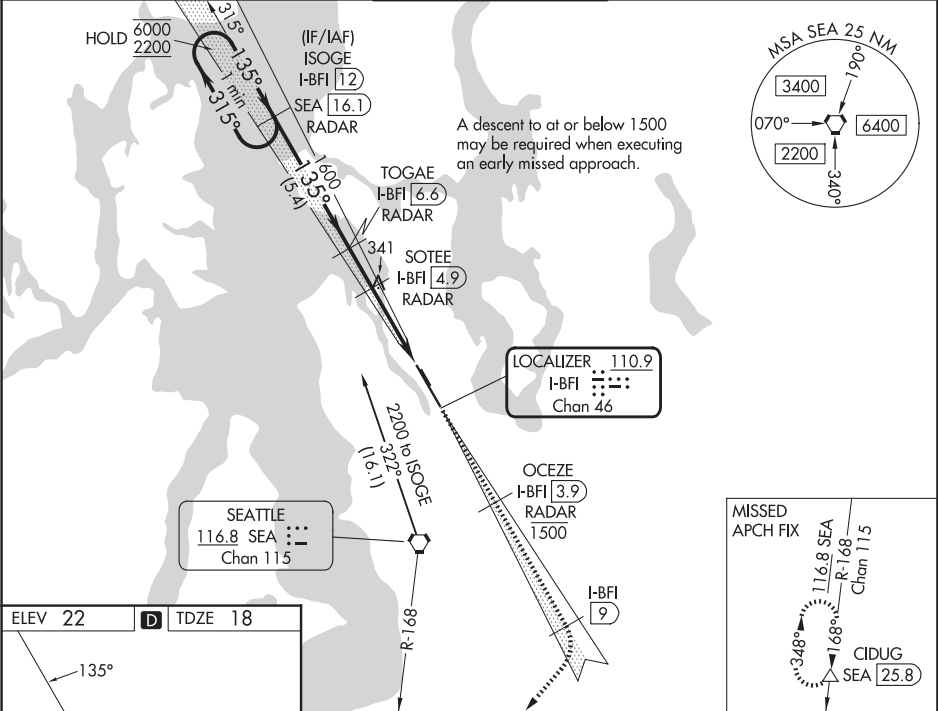 HOLD 6000
2200
315°
135°
1 min
315°
(IF/IAF)
ISOGE
I-BFI 12
SEA 16.1
RADAR
1600
135°
(5.4)
TOGAE
I-BFI 6.6
RADAR
341
SOTEE
I-BFI 4.9
RADAR
A descent to at or below 1500
may be required when executing
an early missed approach.
MSA SEA 25 NM
190°
3400
070°
6400
2200
340°
LOCALIZER 110.9
I-BFI
Chan 46
2200 to ISOGE
322°
(16.1)
OCEZE
I-BFI 3.9
RADAR
1500
SEATTLE
116.8 SEA
Chan 115
R-168
I-BFI
9
MISSED
APCH FIX
116.8 SEA
R-168
Chan 115
348°
168°
CIDUG
SEA 25.8
ELEV 22 D TDZE 18
135°